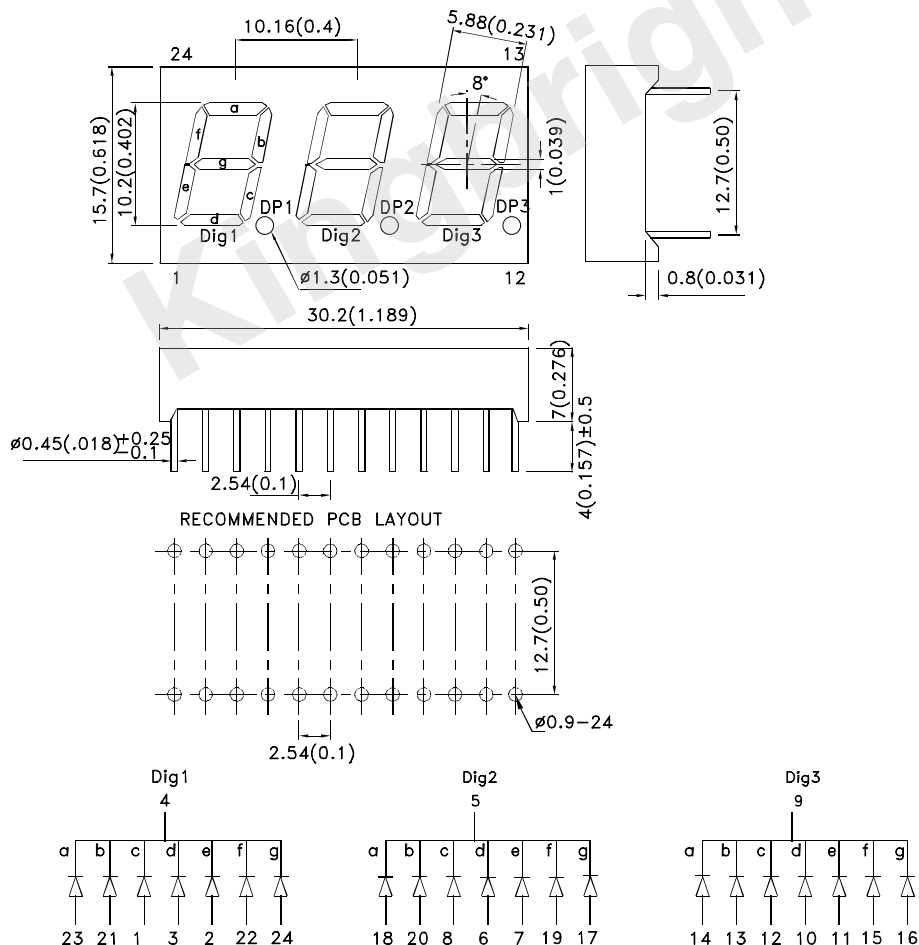 10.16(0.4)
5.88(0.231)
24
13
8°
a
f
b
g
e
c
d
DP1
DP2
DP3
Dig1
Dig2
Dig3
15.7(0.618)
10.2(0.402)
1(0.039)
12.7(0.50)
1
ø1.3(0.051)
12
0.8(0.031)
30.2(1.189)
Kingbright
7(0.276)
ø0.45(.018)+0.25
-0.1
4(0.157)±0.5
2.54(0.1)
RECOMMENDED PCB LAYOUT
12.7(0.50)
ø0.9-24
2.54(0.1)
Dig1
4
a b c d e f g
23 21 1 3 2 22 24
Dig2
5
a b c d e f g
18 20 8 6 7 19 17
Dig3
9
a b c d e f g
14 13 12 10 11 15 16